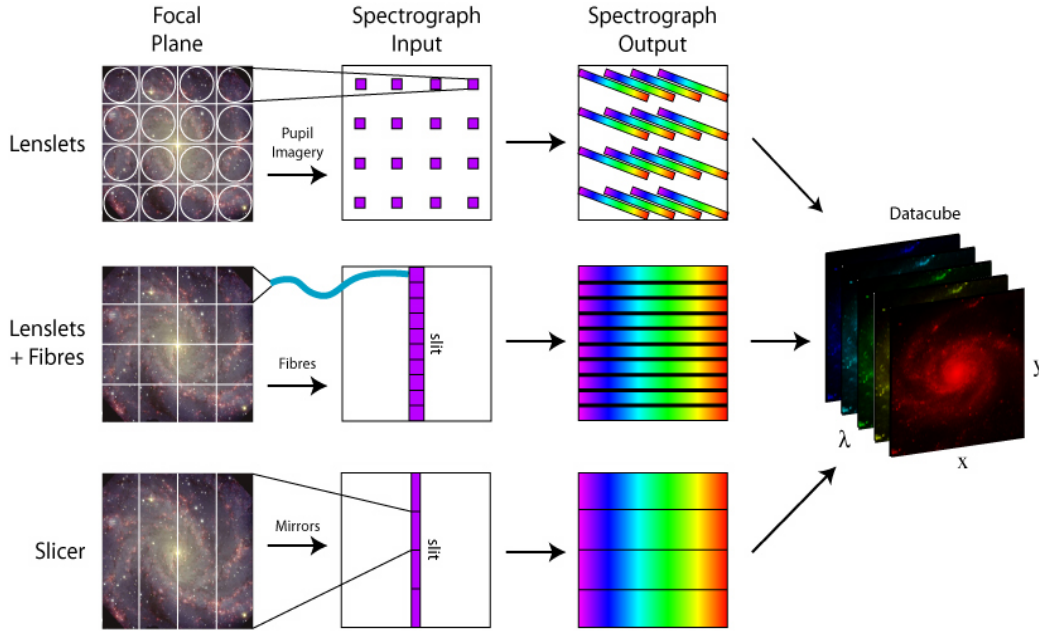 Focal
Plane
Spectrograph
Input
Spectrograph
Output
Lenslets
Pupil
Imagery
Datacube
Lenslets
+ Fibres
Fibres
slit
y
λ
x
Slicer
Mirrors
slit